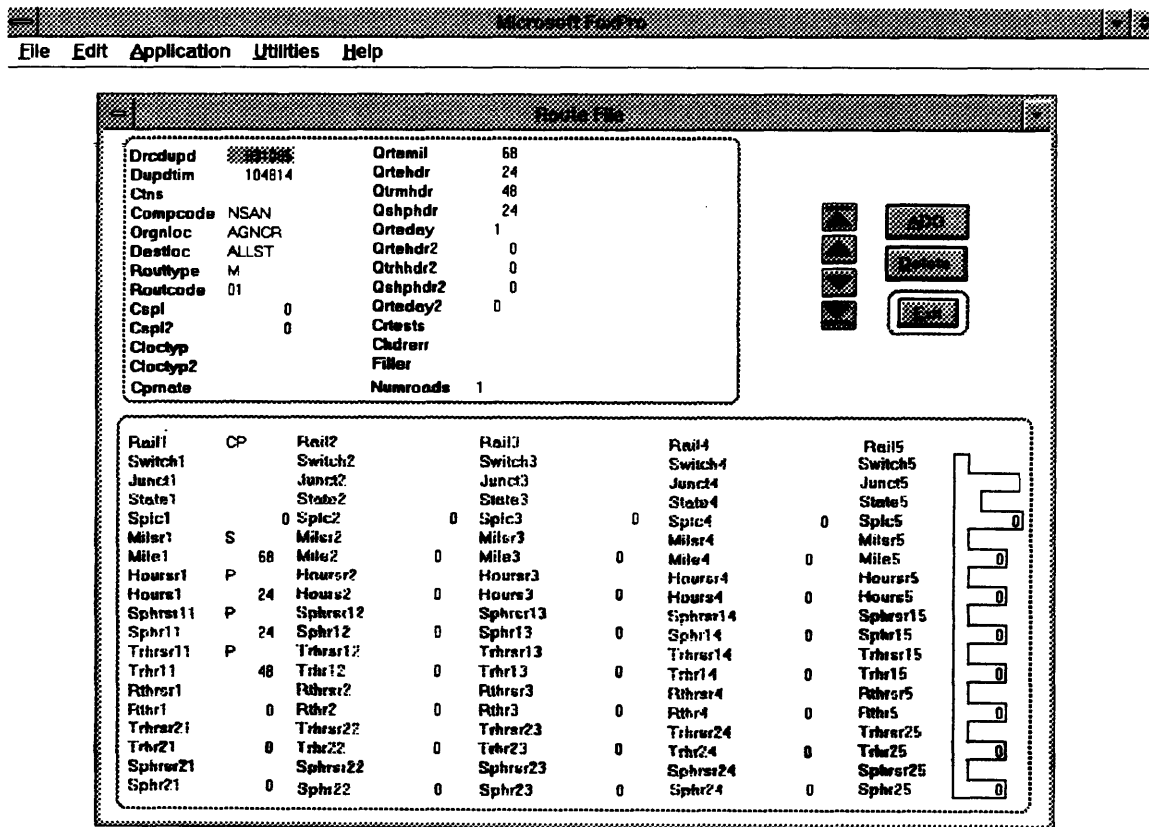 Microsoft FoxPro
File Edit Application Utilities Help
Route File
Drcdupd
Dupdtim 104814
Ctns
Compcode NSAN
Orgnloc AGNCR
Destloc ALLST
Routtype M
Routcode 01
Cspl 0
Cspl2 0
Cloctyp
Cloctyp2
Cprnote
Qrtemil 68
Qrtehdr 24
Qtrmhdr 48
Qshphdr 24
Qrteday 1
Qrtehdr2 0
Qtrhhdr2 0
Qshphdr2 0
Qrteday2 0
Crtests
Chdrerr
Filler
Numroads 1
ADD
Delete
Exit
Rail1 CP Rail2 Rail3 Rail4 Rail5
Switch1 Switch2 Switch3 Switch4 Switch5
Junct1 Junct2 Junct3 Junct4 Junct5
State1 State2 State3 State4 State5
Splc1 0 Splc2 0 Splc3 0 Splc4 0 Splc5 0
Milsr1 S Milsr2 Milsr3 Milsr4 Milsr5
Mile1 68 Mile2 0 Mile3 0 Mile4 0 Mile5 0
Hoursr1 P Hoursr2 Hoursr3 Hoursr4 Hoursr5
Hours1 24 Hours2 0 Hours3 0 Hours4 0 Hours5 0
Sphrsr11 P Sphrsr12 Sphrsr13 Sphrsr14 Sphrsr15
Sphr11 24 Sphr12 0 Sphr13 0 Sphr14 0 Sphr15 0
Trhrsr11 P Trhrsr12 Trhrsr13 Trhrsr14 Trhrsr15
Trhr11 48 Trhr12 0 Trhr13 0 Trhr14 0 Trhr15 0
Rthrsr1 Rthrsr2 Rthrsr3 Rthrsr4 Rthrsr5
Rthr1 0 Rthr2 0 Rthr3 0 Rthr4 0 Rthr5 0
Trhrsr21 Trhrsr22 Trhrsr23 Trhrsr24 Trhrsr25
Trhr21 0 Trhr22 0 Trhr23 0 Trhr24 0 Trhr25 0
Sphrsr21 Sphrsr22 Sphrsr23 Sphrsr24 Sphrsr25
Sphr21 0 Sphr22 0 Sphr23 0 Sphr24 0 Sphr25 0